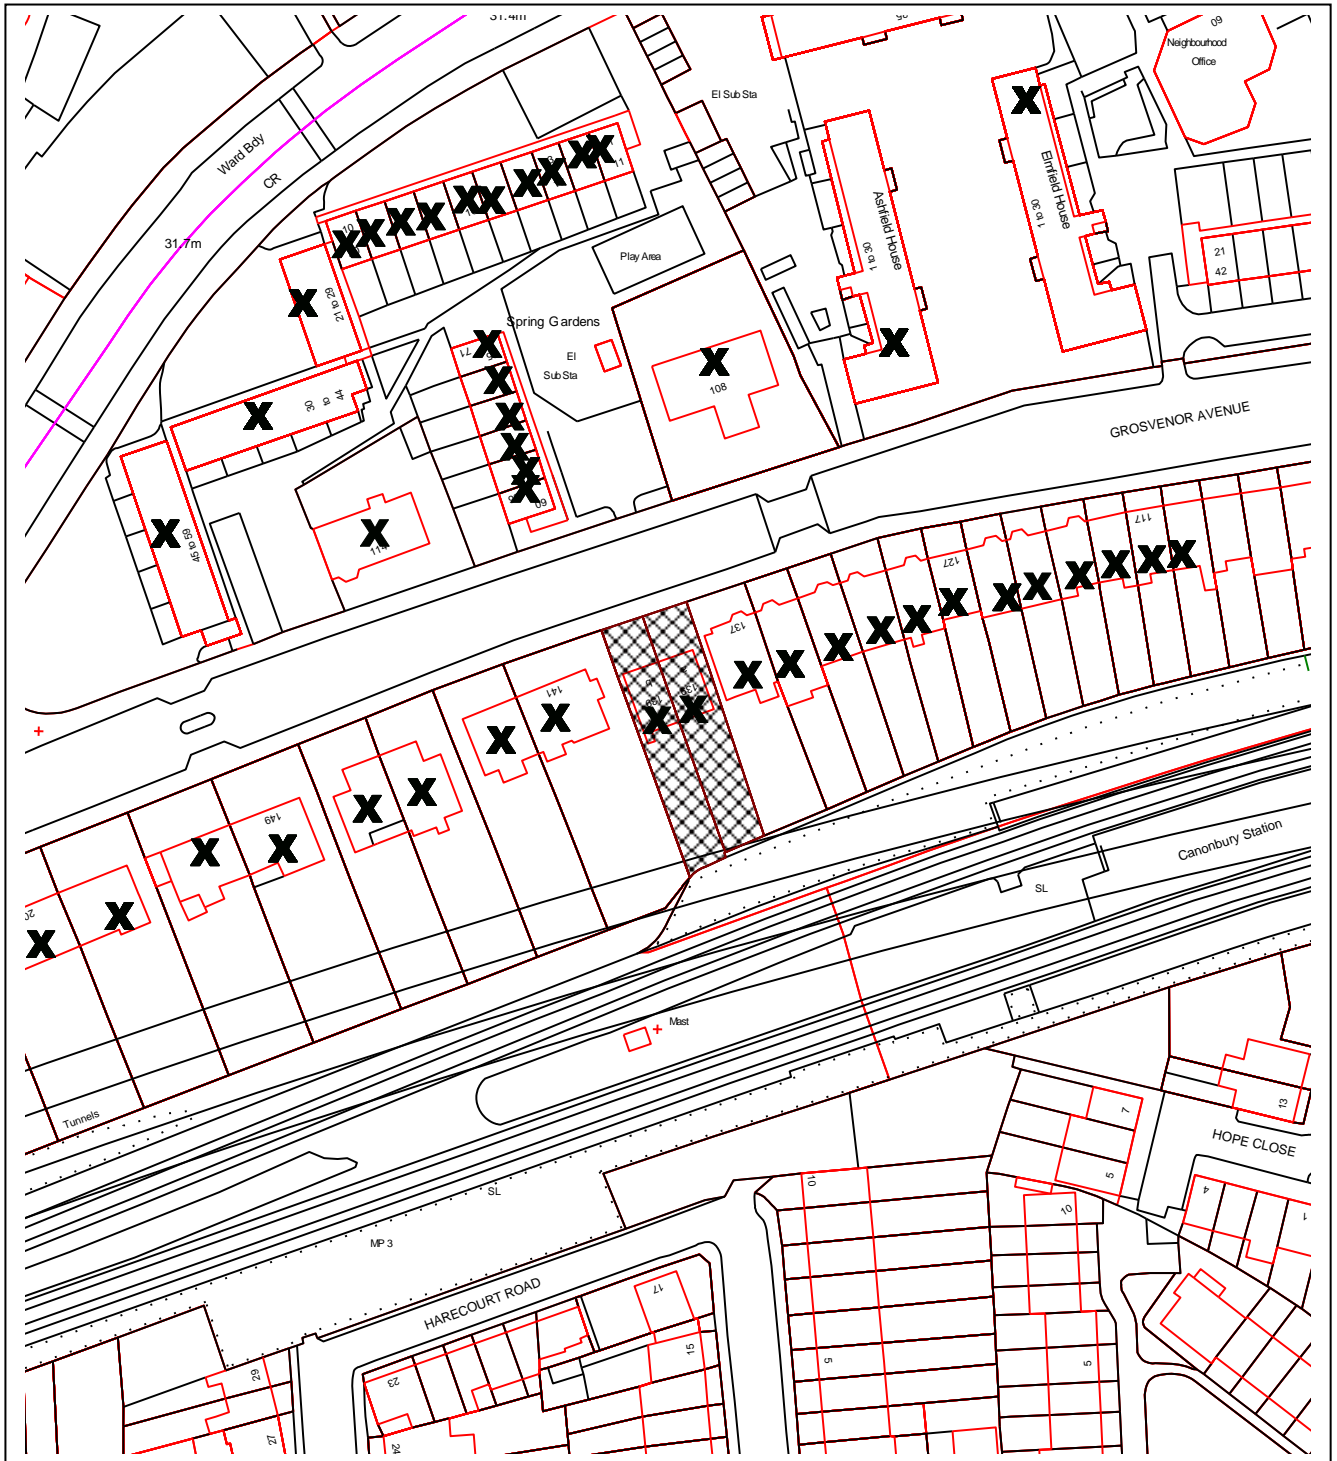 31.4m
60
Neighbourhood
Office
El Sub Sta
Ward Bdy
CR
31.7m
11
10
Elmfield House
1 to 30
Ashfield House
1 to 30
21
42
Play Area
21 to 29
Spring Gardens
El
Sub Sta
71
108
30 to 44
GROSVENOR AVENUE
60
45 to 59
114
117
127
137
139
141
149
Canonbury Station
SL
Mast
Tunnels
13
7
HOPE CLOSE
5
4
1
SL
10
10
MP 3
HARECOURT ROAD
17
15
5
5
29
23
27
24